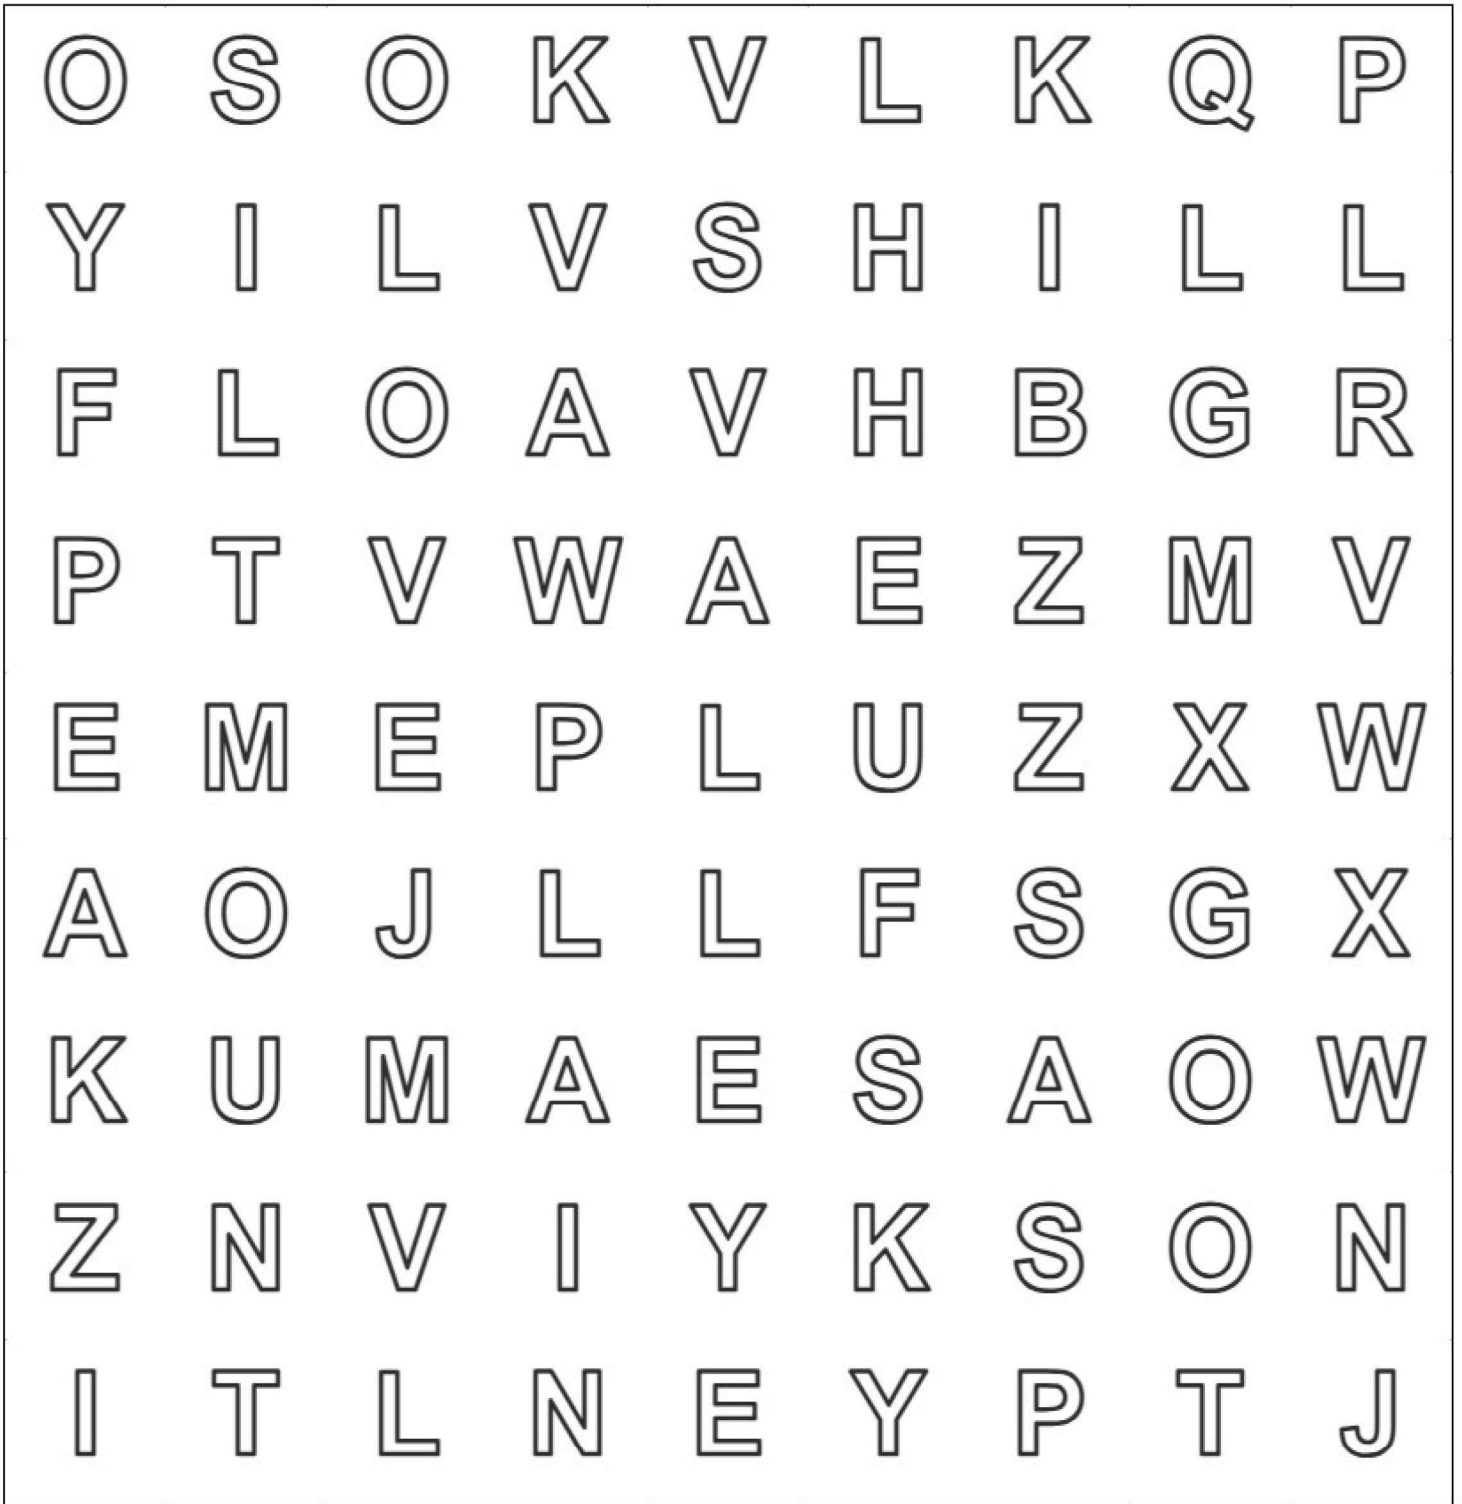 O S O K V L K Q P
Y I L V S H I L L
F L O A V H B G R
P T V W A E Z M V
E M E P L U Z X W
A O J L L F S G X
K U M A E S A O W
Z N V I Y K S O N
I T L N E Y P T J